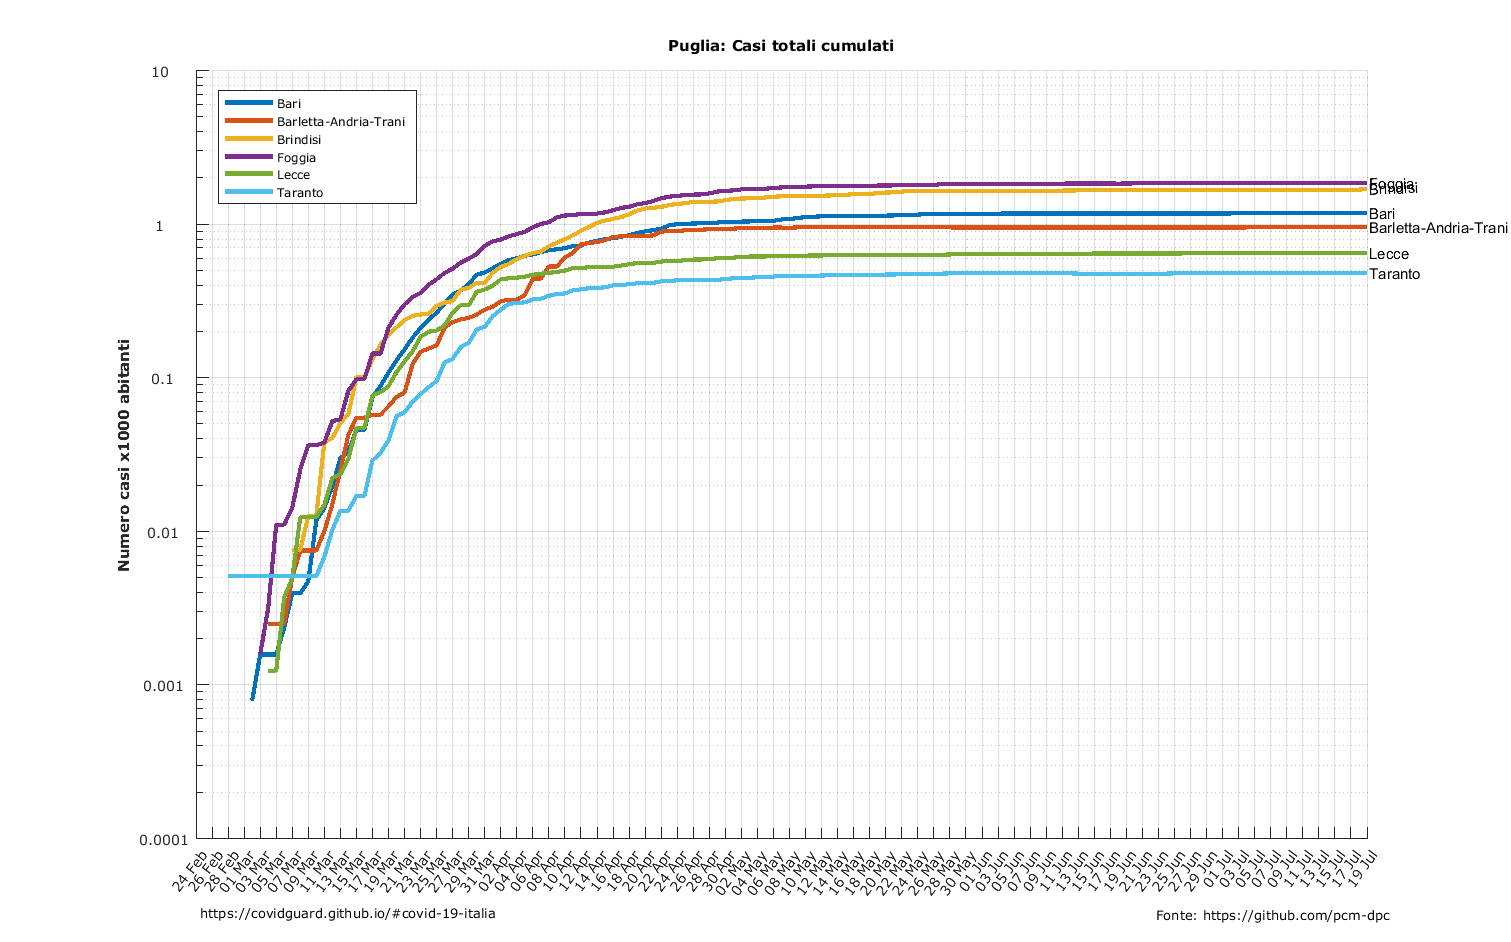 Puglia: Casi totali cumulati
10
1
0.1
0.01
0.001
0.0001
Numero casi x1000 abitanti
Bari
Barletta-Andria-Trani
Brindisi
Foggia
Lecce
Taranto
Foggia
Brindisi
Bari
Barletta-Andria-Trani
Lecce
Taranto
24 Feb
26 Feb
28 Feb
01 Mar
03 Mar
05 Mar
07 Mar
09 Mar
11 Mar
13 Mar
15 Mar
17 Mar
19 Mar
21 Mar
23 Mar
25 Mar
27 Mar
29 Mar
31 Mar
02 Apr
04 Apr
06 Apr
08 Apr
10 Apr
12 Apr
14 Apr
16 Apr
18 Apr
20 Apr
22 Apr
24 Apr
26 Apr
28 Apr
30 Apr
02 May
04 May
06 May
08 May
10 May
12 May
14 May
16 May
18 May
20 May
22 May
24 May
26 May
28 May
30 May
01 Jun
03 Jun
05 Jun
07 Jun
09 Jun
11 Jun
13 Jun
15 Jun
17 Jun
19 Jun
21 Jun
23 Jun
25 Jun
27 Jun
29 Jun
01 Jul
03 Jul
05 Jul
07 Jul
09 Jul
11 Jul
13 Jul
15 Jul
17 Jul
19 Jul
https://covidguard.github.io/#covid-19-italia
Fonte: https://github.com/pcm-dpc